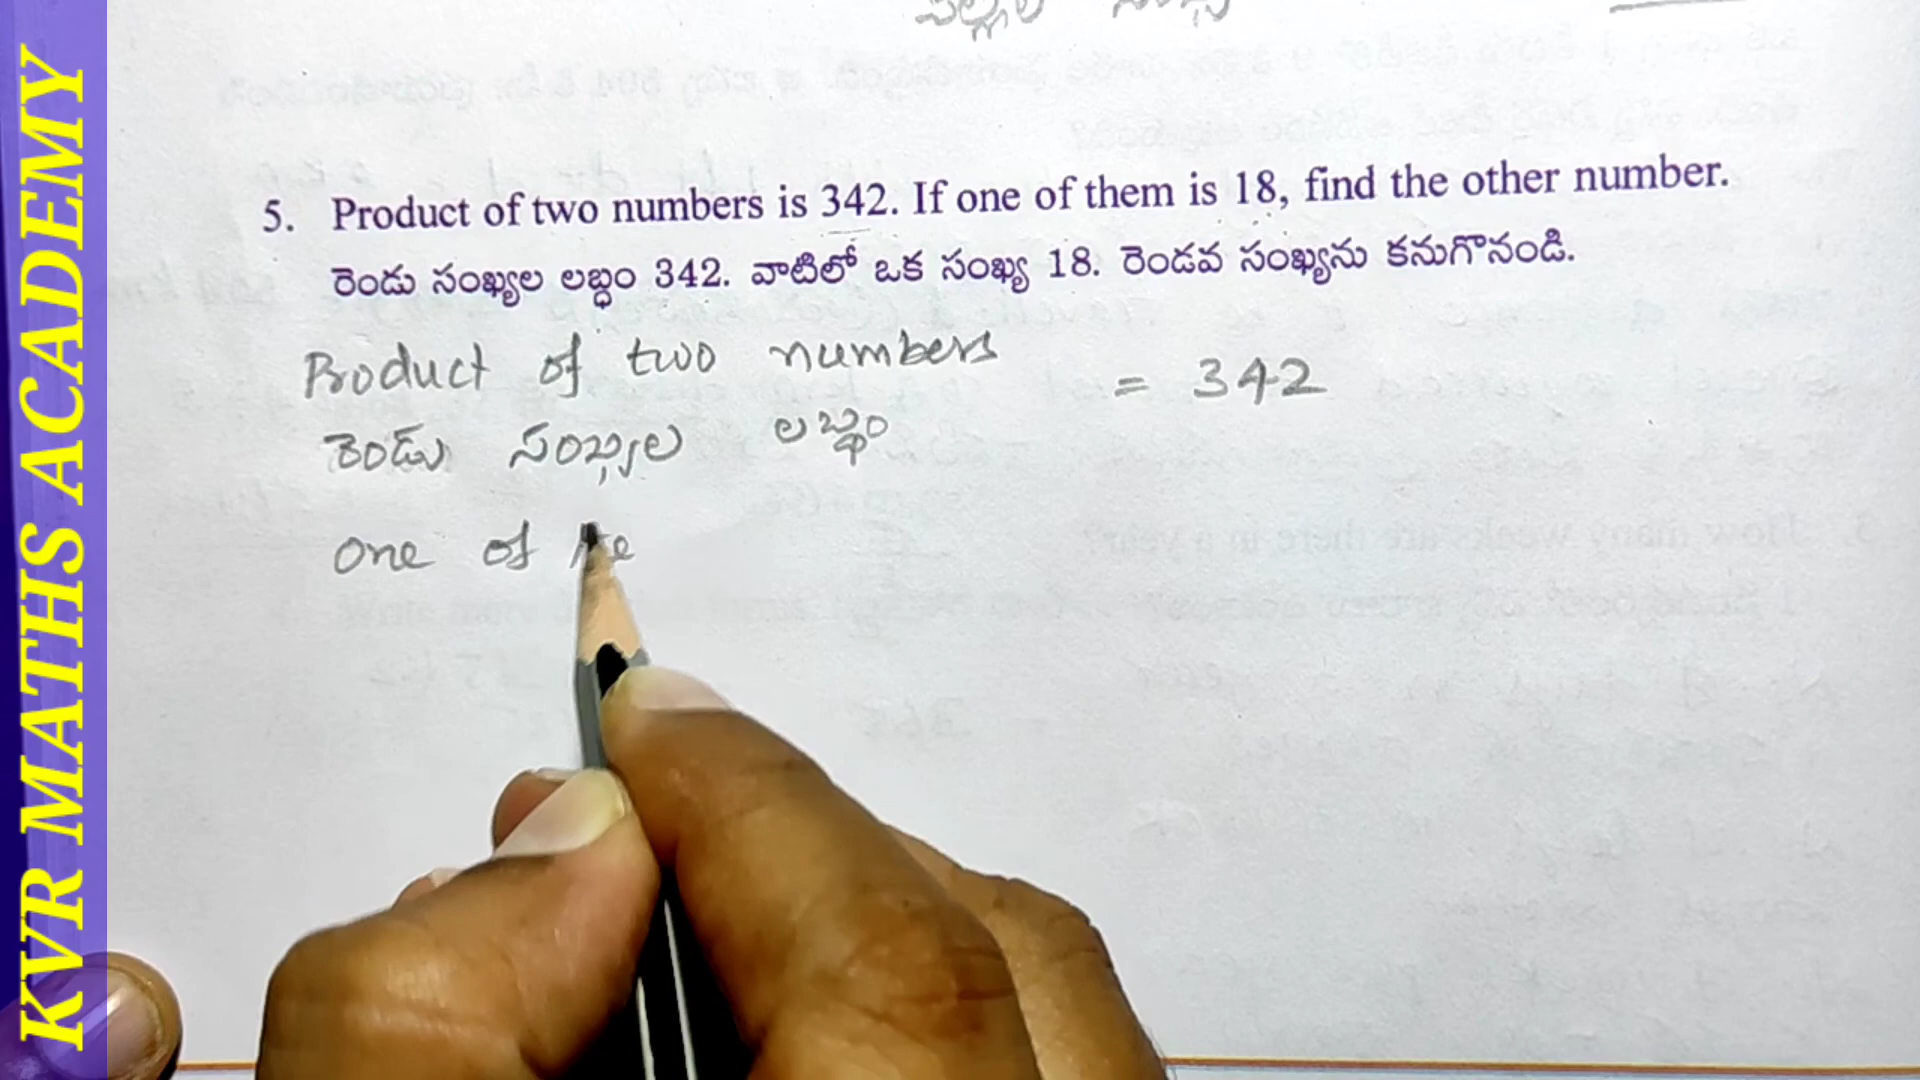 KVR MATHS ACADEMY
5. Product of two numbers is 342. If one of them is 18, find the other number.
రెండు సంఖ్యల లబ్ధం 342. వాటిలో ఒక సంఖ్య 18. రెండవ సంఖ్యను కనుగొనండి.
Product of two numbers = 342
రెండు సంఖ్యల లబ్ధం
one of the